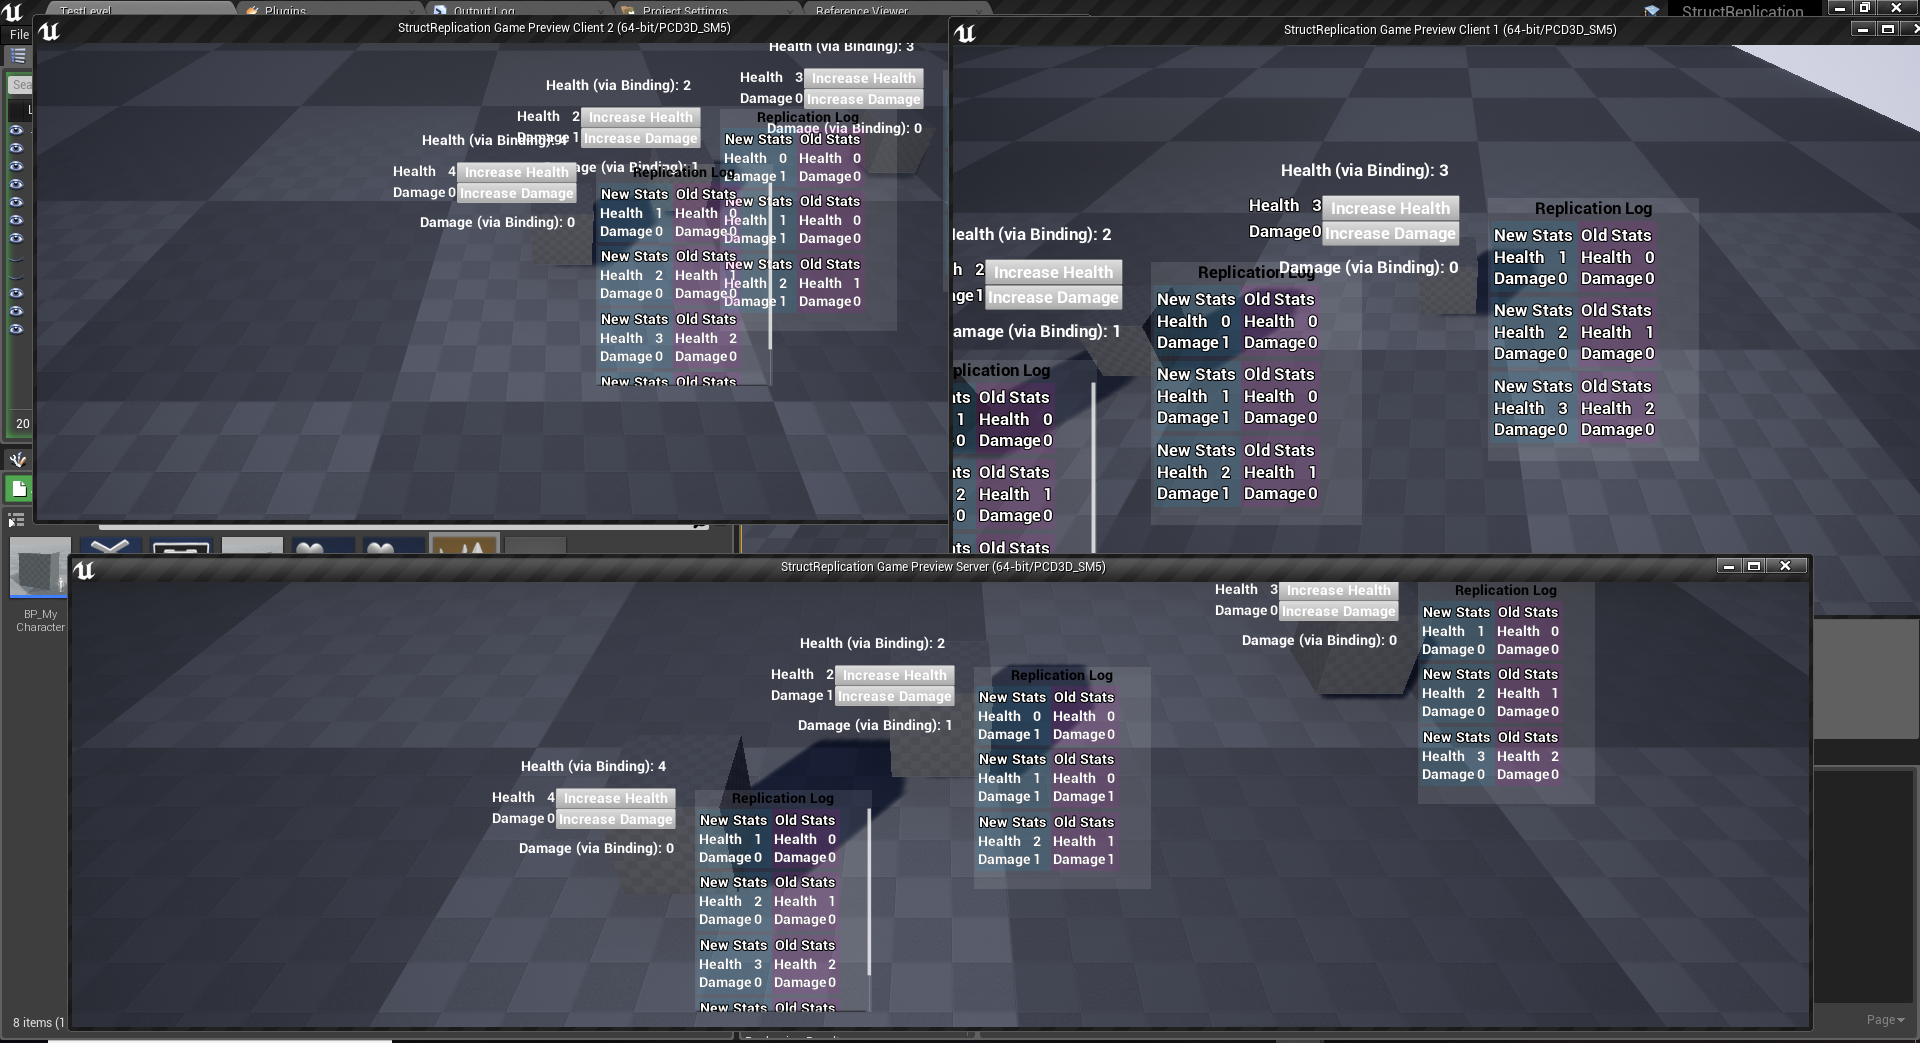 TestLevel
Plugins
Output Log
Project Settings
Reference Viewer
StructReplication
File
StructReplication Game Preview Client 2 (64-bit/PCD3D_SM5)
Health (via Binding): 3
Health 3 Increase Health
Damage 0 Increase Damage
Damage (via Binding): 0
Health (via Binding): 2
Health 2 Increase Health
Damage 1 Increase Damage
Health (via Binding): 4
Health 4 Increase Health
Damage 0 Increase Damage
Damage (via Binding): 0
Replication Log
New Stats Old Stats
Health 0 Health 0
Damage 1 Damage 0
New Stats Old Stats
Health 1 Health 0
Damage 1 Damage 0
New Stats Old Stats
Health 2 Health 1
Damage 1 Damage 0
Replication Log
New Stats Old Stats
Health 1 Health 0
Damage 0 Damage 0
New Stats Old Stats
Health 2 Health 1
Damage 0 Damage 0
New Stats Old Stats
Health 3 Health 2
Damage 0 Damage 0
New Stats Old Stats
StructReplication Game Preview Client 1 (64-bit/PCD3D_SM5)
Health (via Binding): 3
Health 3 Increase Health
Damage 0 Increase Damage
Damage (via Binding): 0
Replication Log
New Stats Old Stats
Health 1 Health 0
Damage 0 Damage 0
New Stats Old Stats
Health 2 Health 1
Damage 0 Damage 0
New Stats Old Stats
Health 3 Health 2
Damage 0 Damage 0
ealth (via Binding): 2
h 2 Increase Health
ge 1 Increase Damage
amage (via Binding): 1
Replication Log
New Stats Old Stats
Health 0 Health 0
Damage 1 Damage 0
New Stats Old Stats
Health 1 Health 0
Damage 1 Damage 0
New Stats Old Stats
Health 2 Health 1
Damage 1 Damage 0
plication Log
ts Old Stats
1 Health 0
0 Damage 0
ts Old Stats
2 Health 1
0 Damage 0
ts Old Stats
StructReplication Game Preview Server (64-bit/PCD3D_SM5)
Health 3 Increase Health
Damage 0 Increase Damage
Damage (via Binding): 0
Replication Log
New Stats Old Stats
Health 1 Health 0
Damage 0 Damage 0
New Stats Old Stats
Health 2 Health 1
Damage 0 Damage 0
New Stats Old Stats
Health 3 Health 2
Damage 0 Damage 0
Health (via Binding): 2
Health 2 Increase Health
Damage 1 Increase Damage
Damage (via Binding): 1
Replication Log
New Stats Old Stats
Health 0 Health 0
Damage 1 Damage 0
New Stats Old Stats
Health 1 Health 0
Damage 1 Damage 1
New Stats Old Stats
Health 2 Health 1
Damage 1 Damage 1
Health (via Binding): 4
Health 4 Increase Health
Damage 0 Increase Damage
Damage (via Binding): 0
Replication Log
New Stats Old Stats
Health 1 Health 0
Damage 0 Damage 0
New Stats Old Stats
Health 2 Health 1
Damage 0 Damage 0
New Stats Old Stats
Health 3 Health 2
Damage 0 Damage 0
New Stats Old Stats
Sea
20
BP_My
Character
8 items (1
Page